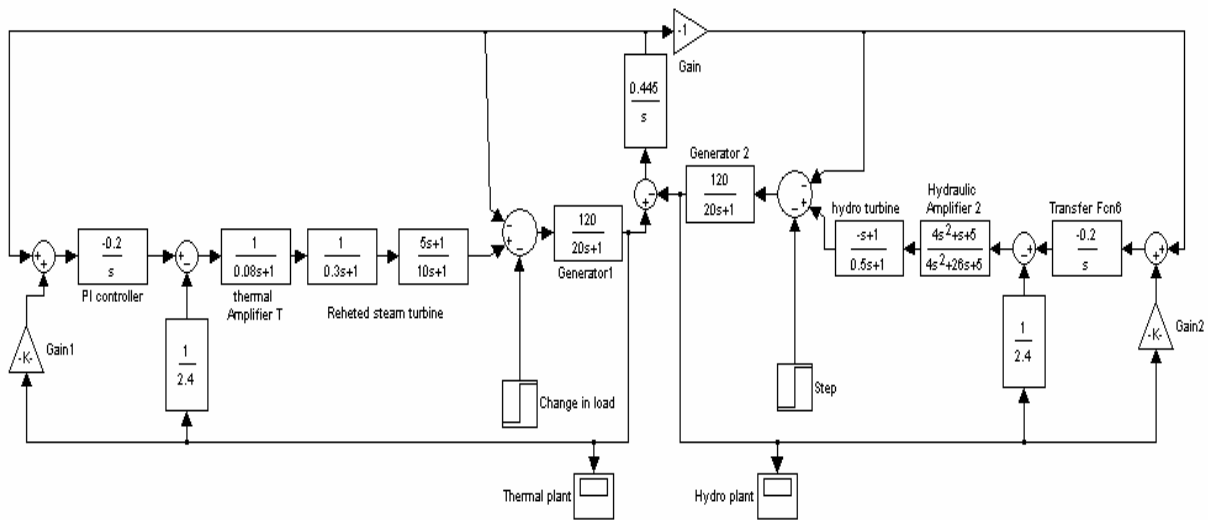 -1
Gain
0.445
s
Generator 2
120
20s+1
hydro turbine
-s+1
0.5s+1
Hydraulic
Amplifier 2
4s²+s+5
4s²+26s+5
Transfer Fcn6
-0.2
s
-0.2
s
PI controller
1
0.08s+1
thermal
Amplifier T
1
0.3s+1
5s+1
10s+1
Reheted steam turbine
120
20s+1
Generator1
-K-
Gain1
1
2.4
Change in load
Step
1
2.4
-K-
Gain2
Thermal plant
Hydro plant